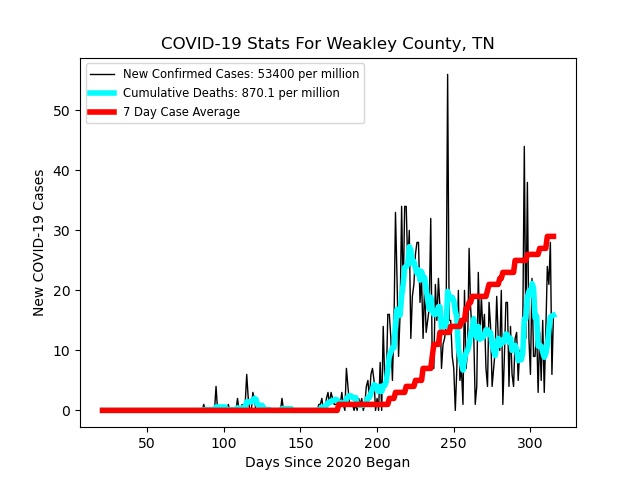 COVID-19 Stats For Weakley County, TN
New Confirmed Cases: 53400 per million
Cumulative Deaths: 870.1 per million
7 Day Case Average
New COVID-19 Cases
50
40
30
20
10
0
50 100 150 200 250 300
Days Since 2020 Began